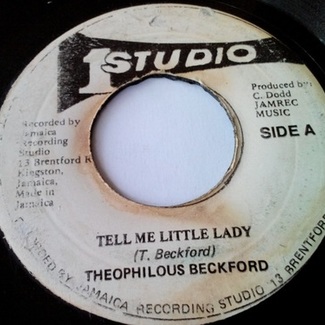 1
STUDIO
Recorded by
Jamaica
Recording
Studio
13 Brentford R
Kingston,
Jamaica,
Made in
Jamaica
Produced by:
C. Dodd
JAMREC
MUSIC
SIDE A
TELL ME LITTLE LADY
(T. Beckford)
THEOPHILOUS BECKFORD
JAMAICA RECORDING STUDIO 13 BRENTFOR